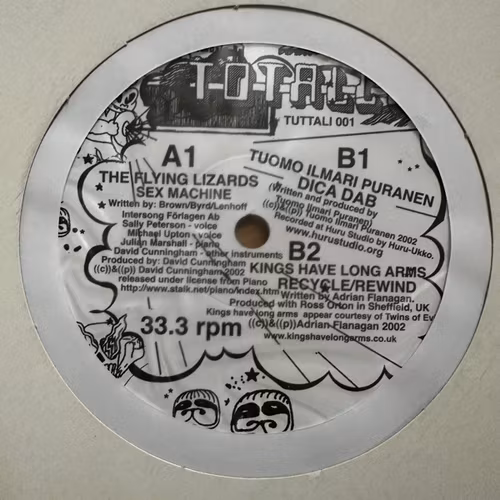 TOTALL
TUTTALI 001
A1
THE FLYING LIZARDS
SEX MACHINE
Written by: Brown/Byrd/Lenhoff
Intersong Förlagen Ab
Sally Peterson - voice
Michael Upton - voice
Julian Marshall - piano
David Cunningham - other instruments
Produced by: David Cunningham
((c))&((p)) David Cunningham 2002
released under license from Piano
http://www.stalk.net/piano/index.htm
33.3 rpm
B1
TUOMO ILMARI PURANEN
DICA DAB
Written and produced by
Tuomo Ilmari Puranen
((c))&((p)) Tuomo Ilmari Puranen 2002
Recorded at Huru Studio by Huru-Ukko.
www.hurustudio.org
B2
KINGS HAVE LONG ARMS
RECYCLE/REWIND
Written by Adrian Flanagan.
Produced with Ross Orton in Sheffield, UK
Kings have long arms appear courtesy of Twins of Ev
((c))&((p))Adrian Flanagan 2002
www.kingshavelongarms.co.uk